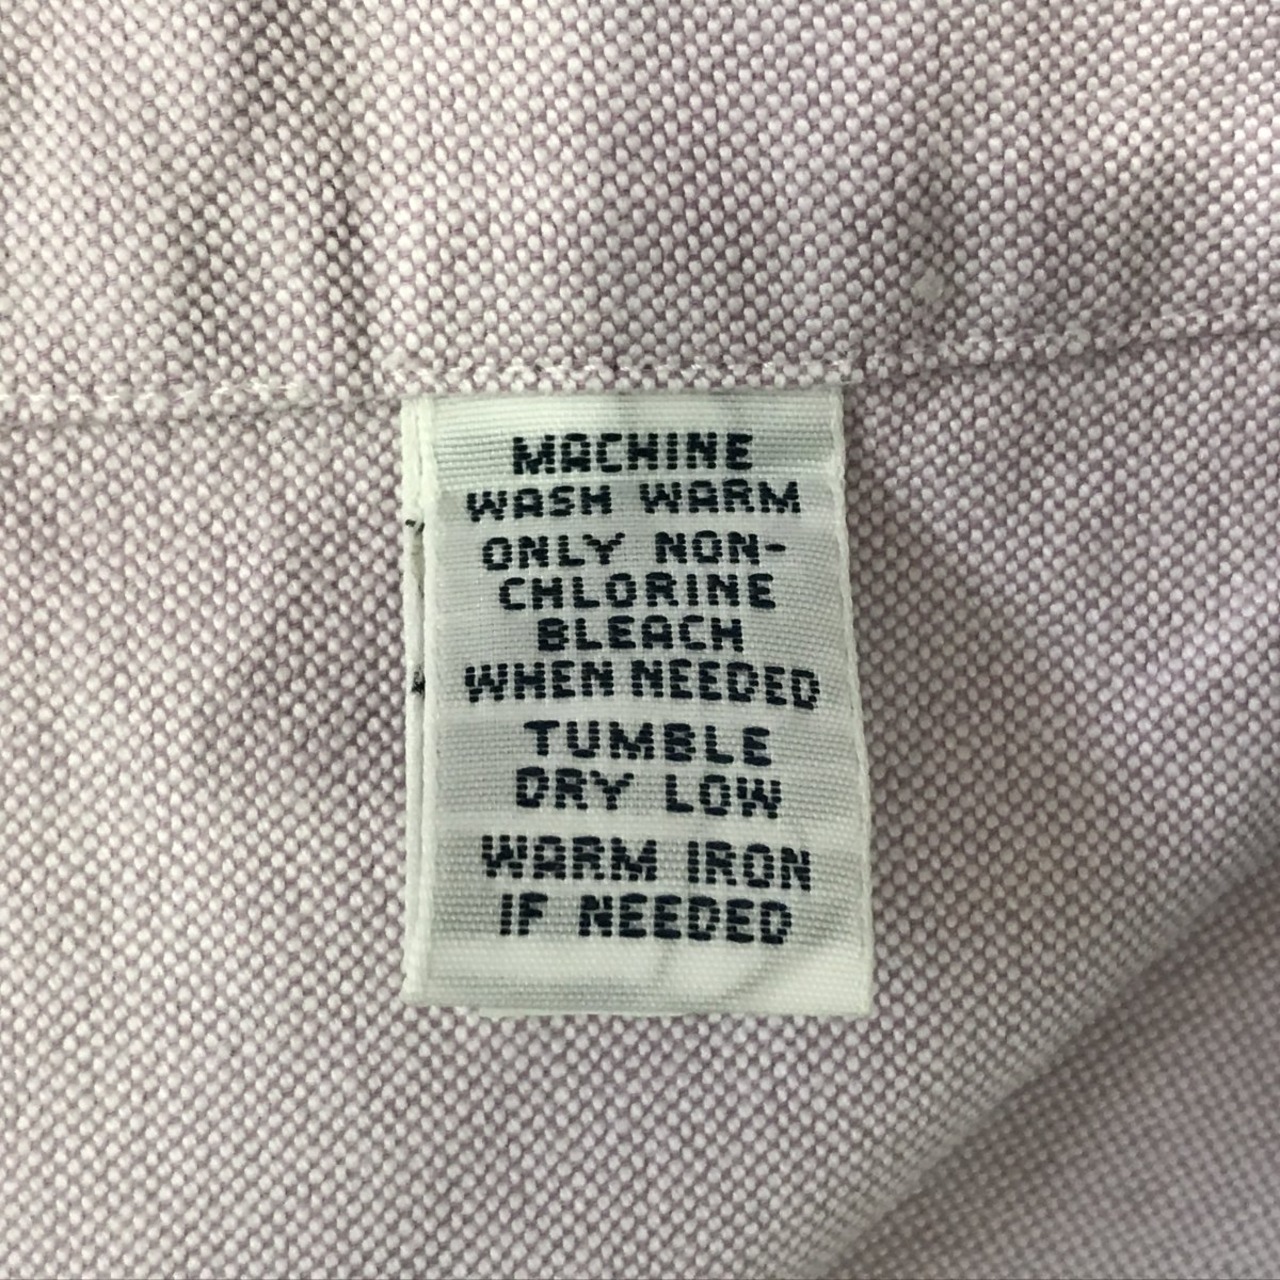 MACHINE
WASH WARM
ONLY NON-
CHLORINE
BLEACH
WHEN NEEDED
TUMBLE
DRY LOW
WARM IRON
IF NEEDED